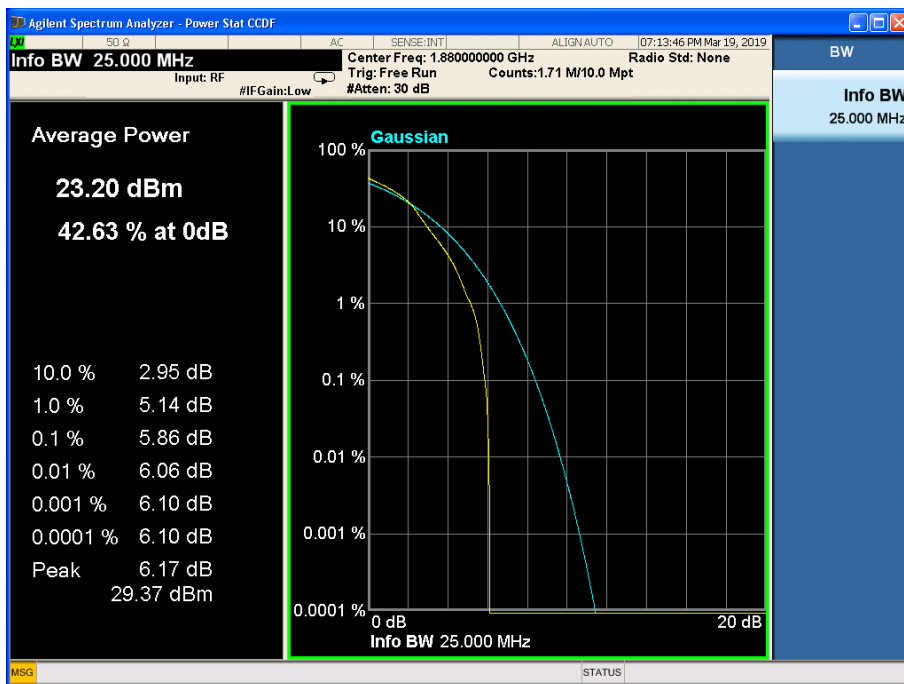 Agilent Spectrum Analyzer - Power Stat CCDF
LXI 50 Ω AC SENSE:INT ALIGN AUTO 07:13:46 PM Mar 19, 2019
Info BW 25.000 MHz
Center Freq: 1.880000000 GHz Radio Std: None
Input: RF Trig: Free Run Counts:1.71 M/10.0 Mpt
#IFGain:Low #Atten: 30 dB
BW
Info BW
25.000 MHz
Average Power
23.20 dBm
42.63 % at 0dB
10.0 % 2.95 dB
1.0 % 5.14 dB
0.1 % 5.86 dB
0.01 % 6.06 dB
0.001 % 6.10 dB
0.0001 % 6.10 dB
Peak 6.17 dB
29.37 dBm
Gaussian
100 %
10 %
1 %
0.1 %
0.01 %
0.001 %
0.0001 %
0 dB 20 dB
Info BW 25.000 MHz
MSG STATUS